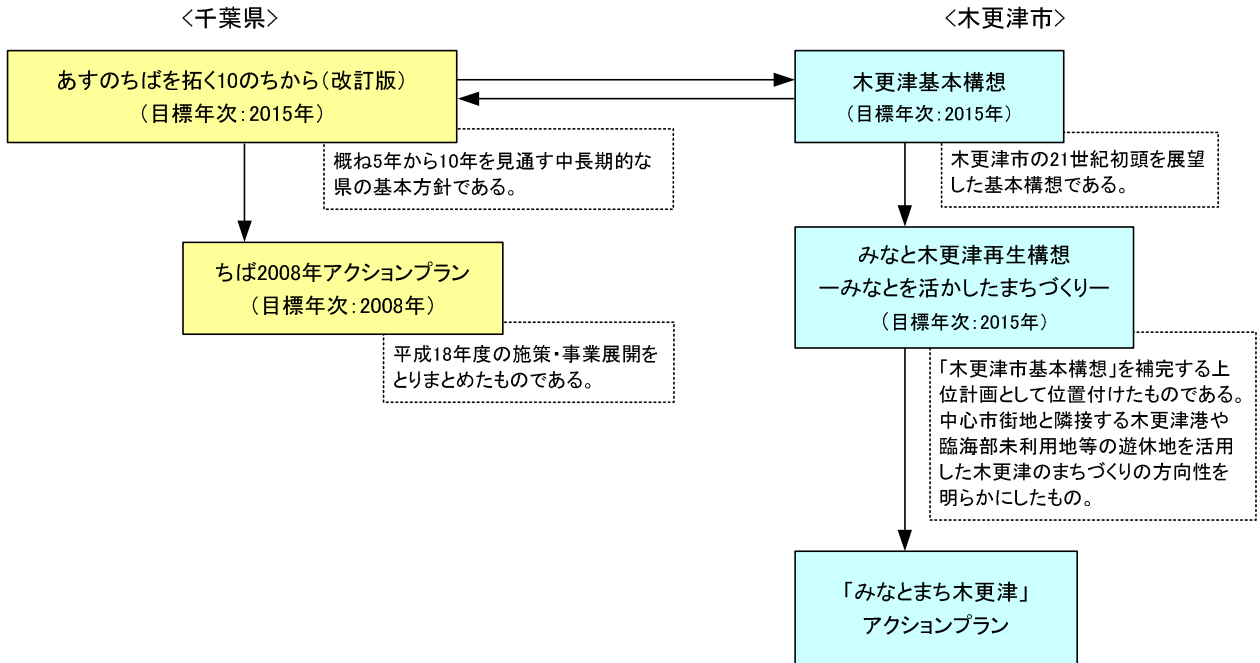 <千葉県>
あすのちばを拓く10のちから(改訂版)
(目標年次:2015年)
概ね5年から10年を見通す中長期的な
県の基本方針である。
ちば2008年アクションプラン
(目標年次:2008年)
平成18年度の施策・事業展開を
とりまとめたものである。
<木更津市>
木更津基本構想
(目標年次:2015年)
木更津市の21世紀初頭を展望
した基本構想である。
みなと木更津再生構想
―みなとを活かしたまちづくり―
(目標年次:2015年)
「木更津市基本構想」を補完する上
位計画として位置付けたものである。
中心市街地と隣接する木更津港や
臨海部未利用地等の遊休地を活用
した木更津のまちづくりの方向性を
明らかにしたもの。
「みなとまち木更津」
アクションプラン